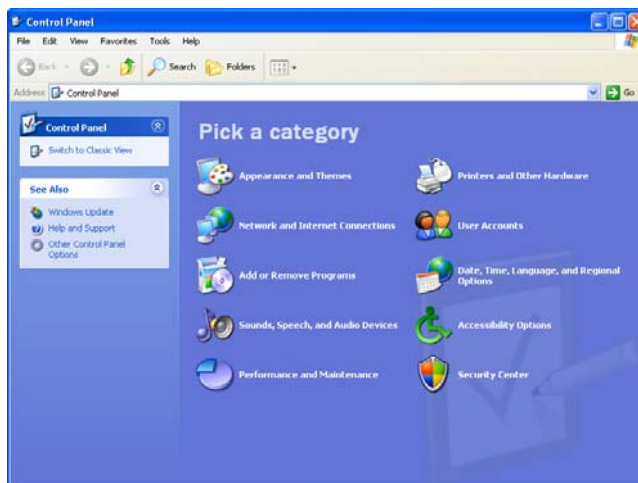 Control Panel
File Edit View Favorites Tools Help
Back Search Folders
Address Control Panel Go
Control Panel
Switch to Classic View
See Also
Windows Update
Help and Support
Other Control Panel
Options
Pick a category
Appearance and Themes
Printers and Other Hardware
Network and Internet Connections
User Accounts
Add or Remove Programs
Date, Time, Language, and Regional
Options
Sounds, Speech, and Audio Devices
Accessibility Options
Performance and Maintenance
Security Center